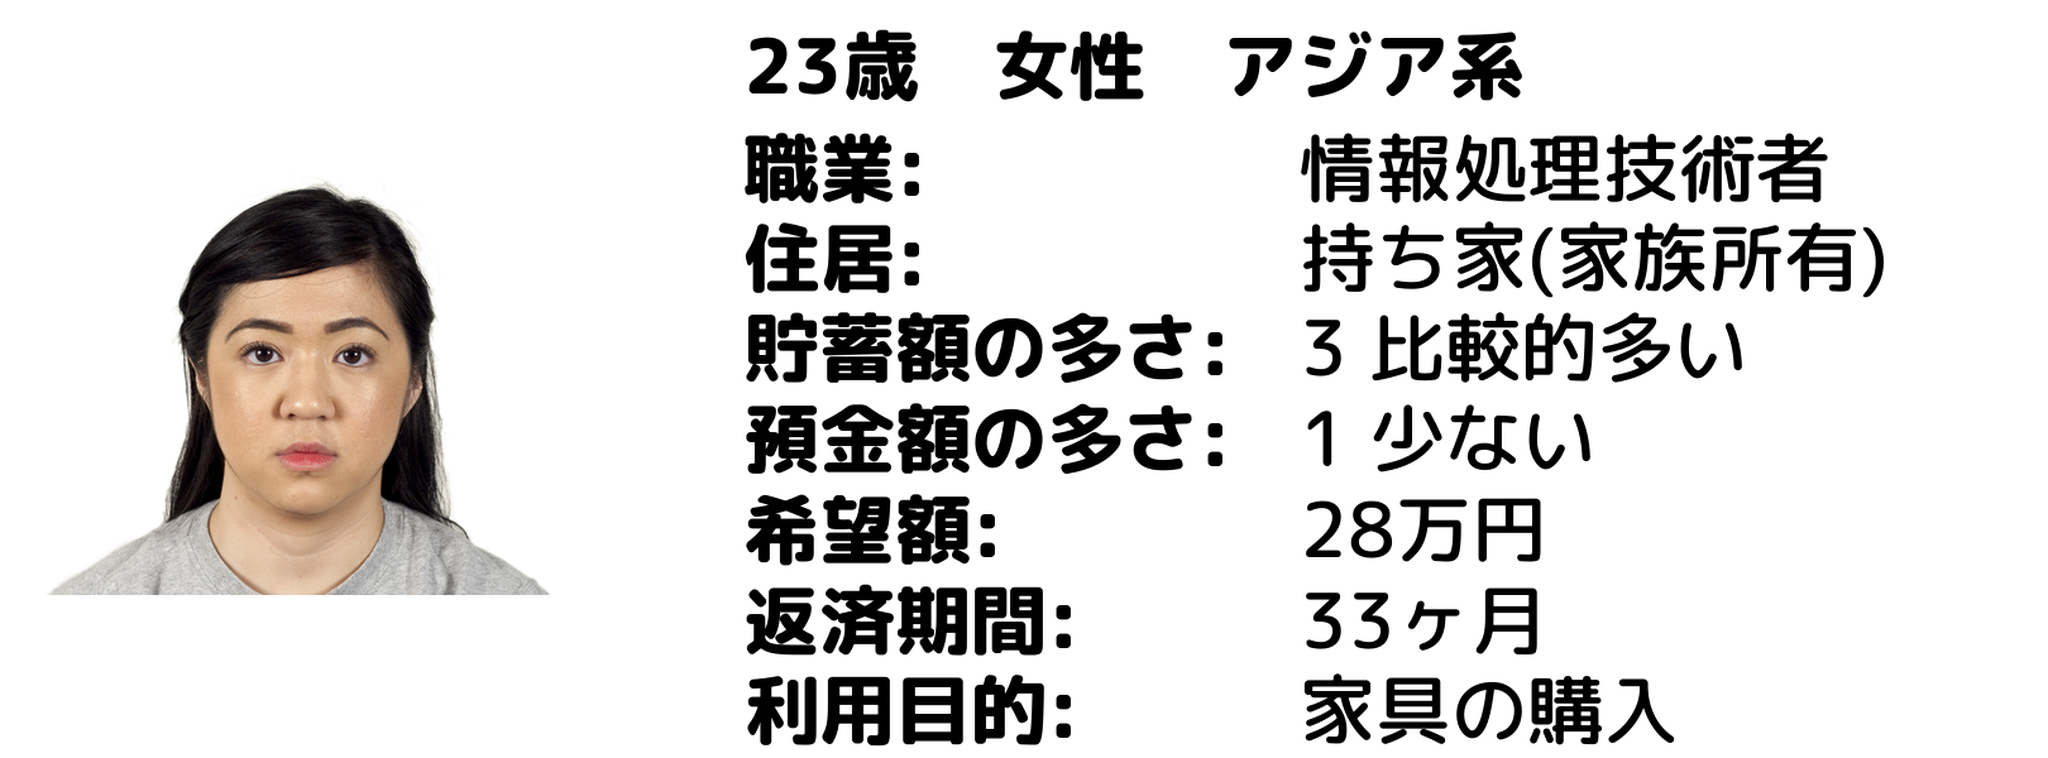 23歳　女性　アジア系
職業: 情報処理技術者
住居: 持ち家(家族所有)
貯蓄額の多さ: 3 比較的多い
預金額の多さ: 1 少ない
希望額: 28万円
返済期間: 33ヶ月
利用目的: 家具の購入